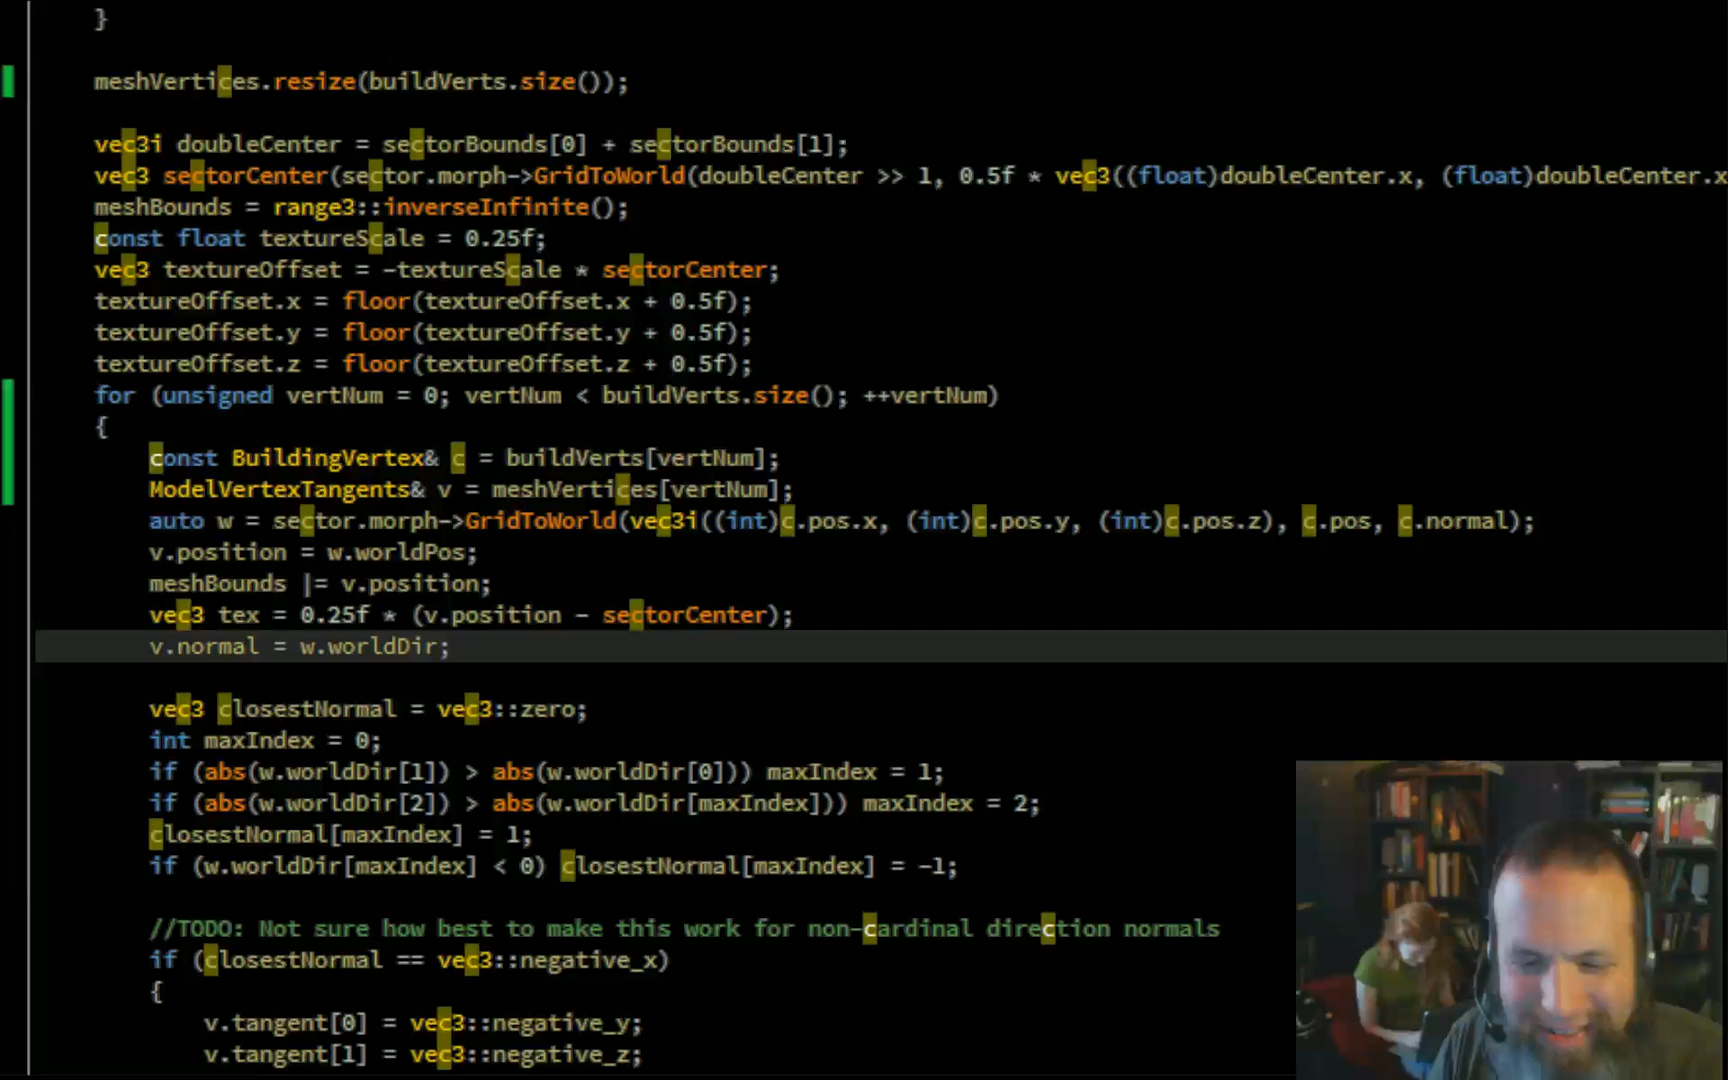 }
meshVertices.resize(buildVerts.size());
vec3i doubleCenter = sectorBounds[0] + sectorBounds[1];
vec3 sectorCenter(sector.morph->GridToWorld(doubleCenter >> 1, 0.5f * vec3((float)doubleCenter.x, (float)doubleCenter.x
meshBounds = range3::inverseInfinite();
const float textureScale = 0.25f;
vec3 textureOffset = -textureScale * sectorCenter;
textureOffset.x = floor(textureOffset.x + 0.5f);
textureOffset.y = floor(textureOffset.y + 0.5f);
textureOffset.z = floor(textureOffset.z + 0.5f);
for (unsigned vertNum = 0; vertNum < buildVerts.size(); ++vertNum)
{
const BuildingVertex& c = buildVerts[vertNum];
ModelVertexTangents& v = meshVertices[vertNum];
auto w = sector.morph->GridToWorld(vec3i((int)c.pos.x, (int)c.pos.y, (int)c.pos.z), c.pos, c.normal);
v.position = w.worldPos;
meshBounds |= v.position;
vec3 tex = 0.25f * (v.position - sectorCenter);
v.normal = w.worldDir;
vec3 closestNormal = vec3::zero;
int maxIndex = 0;
if (abs(w.worldDir[1]) > abs(w.worldDir[0])) maxIndex = 1;
if (abs(w.worldDir[2]) > abs(w.worldDir[maxIndex])) maxIndex = 2;
closestNormal[maxIndex] = 1;
if (w.worldDir[maxIndex] < 0) closestNormal[maxIndex] = -1;
//TODO: Not sure how best to make this work for non-cardinal direction normals
if (closestNormal == vec3::negative_x)
{
v.tangent[0] = vec3::negative_y;
v.tangent[1] = vec3::negative_z;